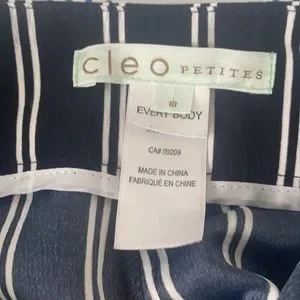 cleo PETITES
10
EVERY BODY
CA# 09209
MADE IN CHINA
FABRIQUÉ EN CHINE